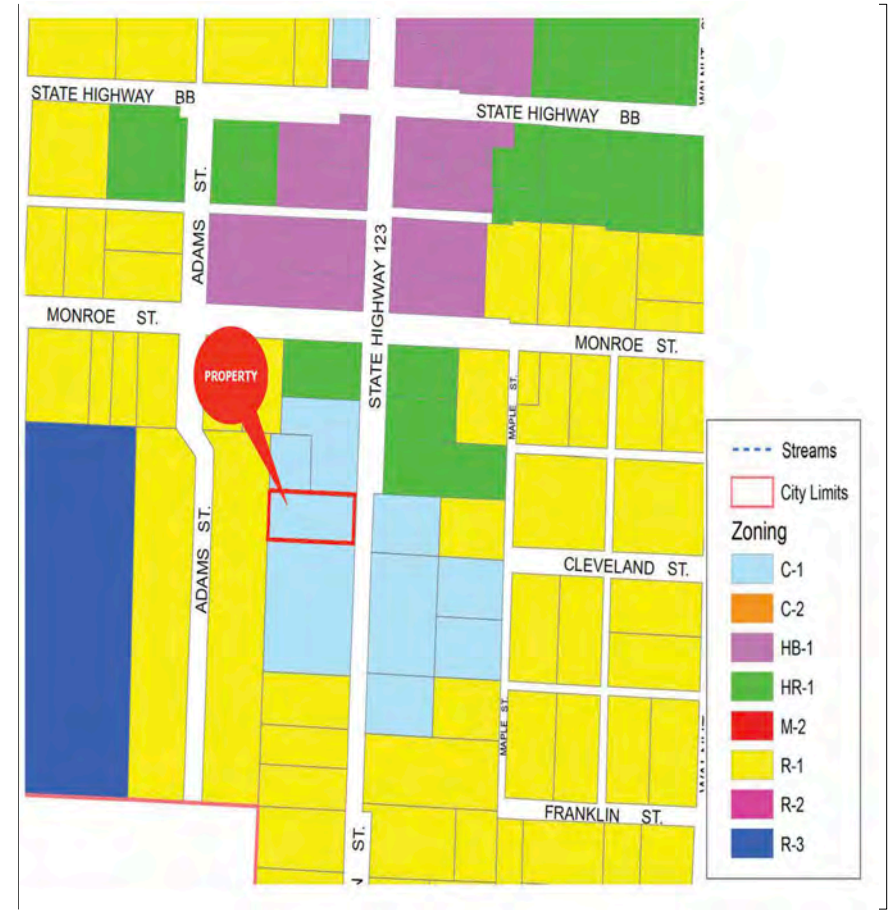 STATE HIGHWAY BB
STATE HIGHWAY BB
ADAMS ST.
STATE HIGHWAY 123
MONROE ST.
MONROE ST.
PROPERTY
MAPLE ST.
ADAMS ST.
CLEVELAND ST.
MAPLE ST.
FRANKLIN ST.
ST.
Streams
City Limits
Zoning
C-1
C-2
HB-1
HR-1
M-2
R-1
R-2
R-3